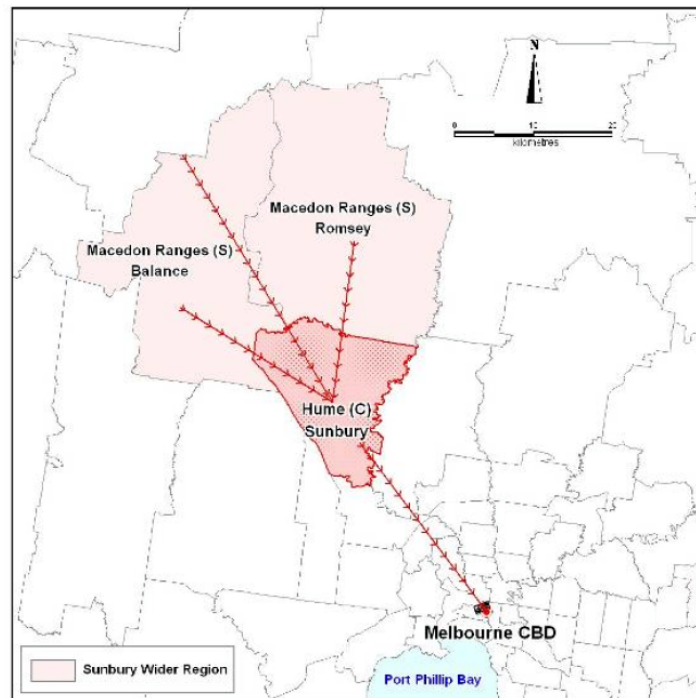 N
0 10 20
kilometres
Macedon Ranges (S)
Romsey
Macedon Ranges (S)
Balance
Hume (C)
Sunbury
Melbourne CBD
Sunbury Wider Region
Port Phillip Bay